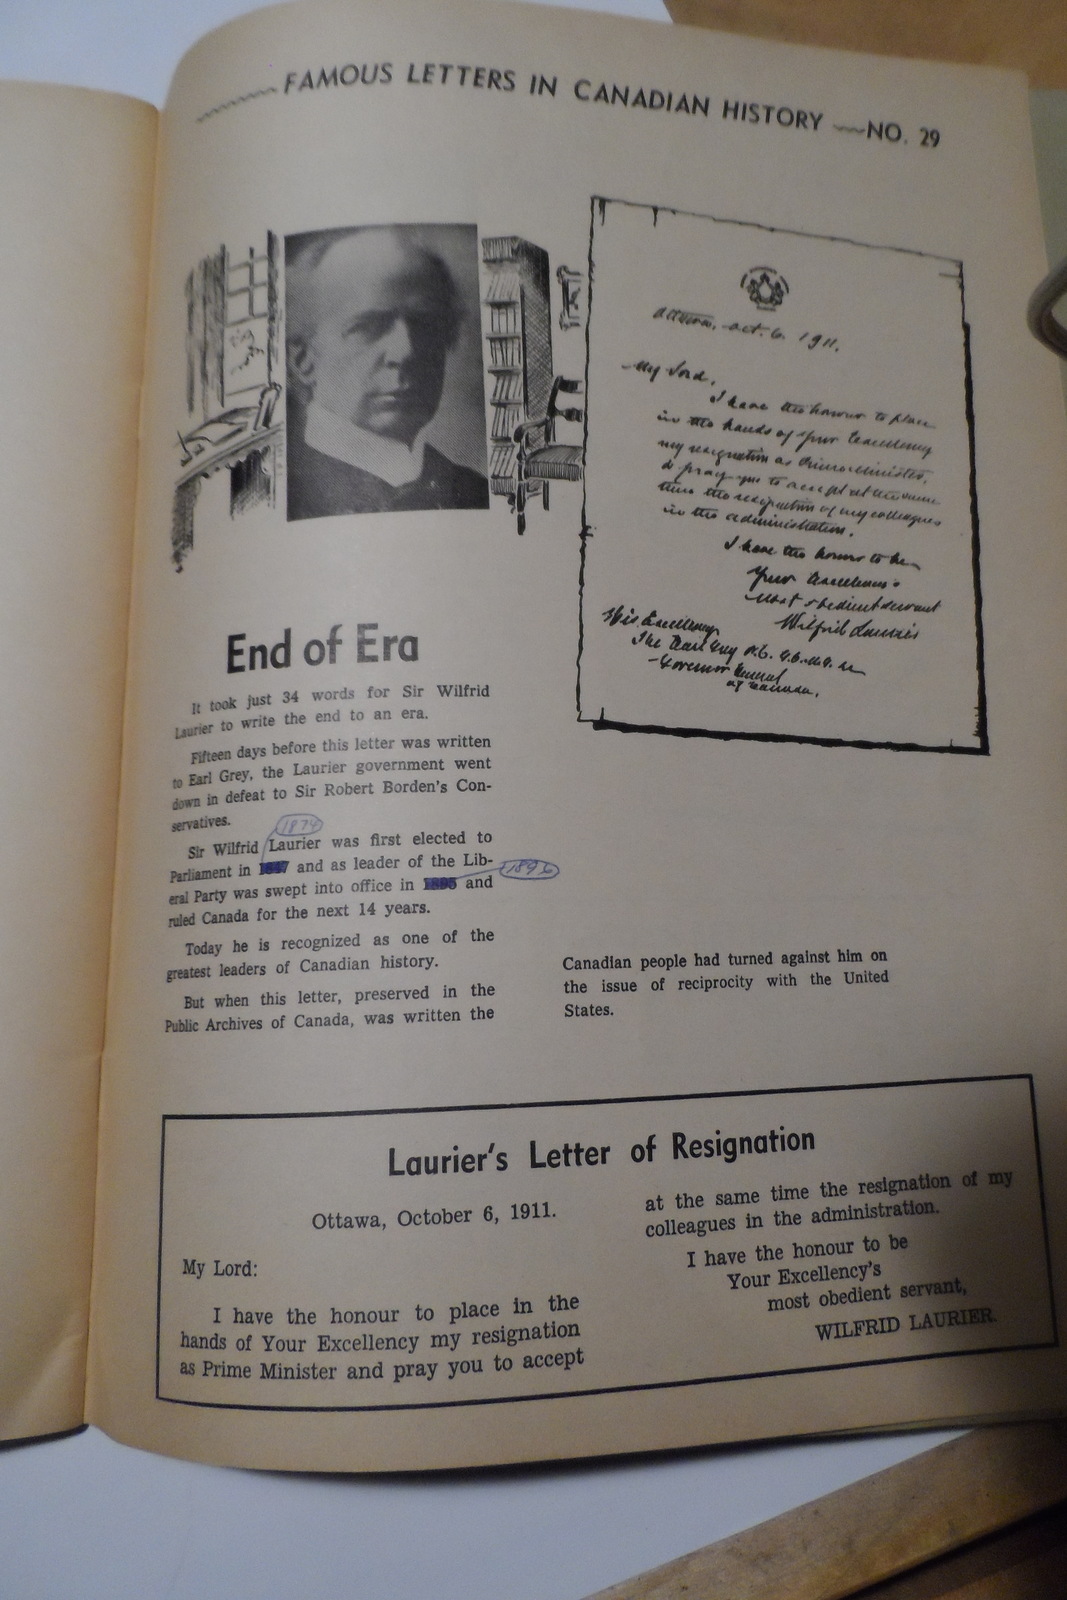 FAMOUS LETTERS IN CANADIAN HISTORY
NO. 29
Ottawa, Oct. 6. 1911.
My Lord,
I have the honour to place
in the hands of Your Excellency
my resignation as Prime Minister,
& pray you to accept at the same
time the resignation of my colleagues
in the administration.
I have the honour to be
Your Excellency's
Most obedient servant
Wilfrid Laurier
His Excellency
The Earl Grey
Governor General
of Canada.
End of Era
It took just 34 words for Sir Wilfrid
Laurier to write the end to an era.
Fifteen days before this letter was written
to Earl Grey, the Laurier government went
down in defeat to Sir Robert Borden's Con-
servatives.
1874
Sir Wilfrid Laurier was first elected to
Parliament in and as leader of the Lib-
1896
eral Party was swept into office in and
ruled Canada for the next 14 years.
Today he is recognized as one of the
greatest leaders of Canadian history.
But when this letter, preserved in the
Public Archives of Canada, was written the
Canadian people had turned against him on
the issue of reciprocity with the United
States.
Laurier's Letter of Resignation
Ottawa, October 6, 1911.
My Lord:
I have the honour to place in the
hands of Your Excellency my resignation
as Prime Minister and pray you to accept
at the same time the resignation of my
colleagues in the administration.
I have the honour to be
Your Excellency's
most obedient servant,
WILFRID LAURIER.